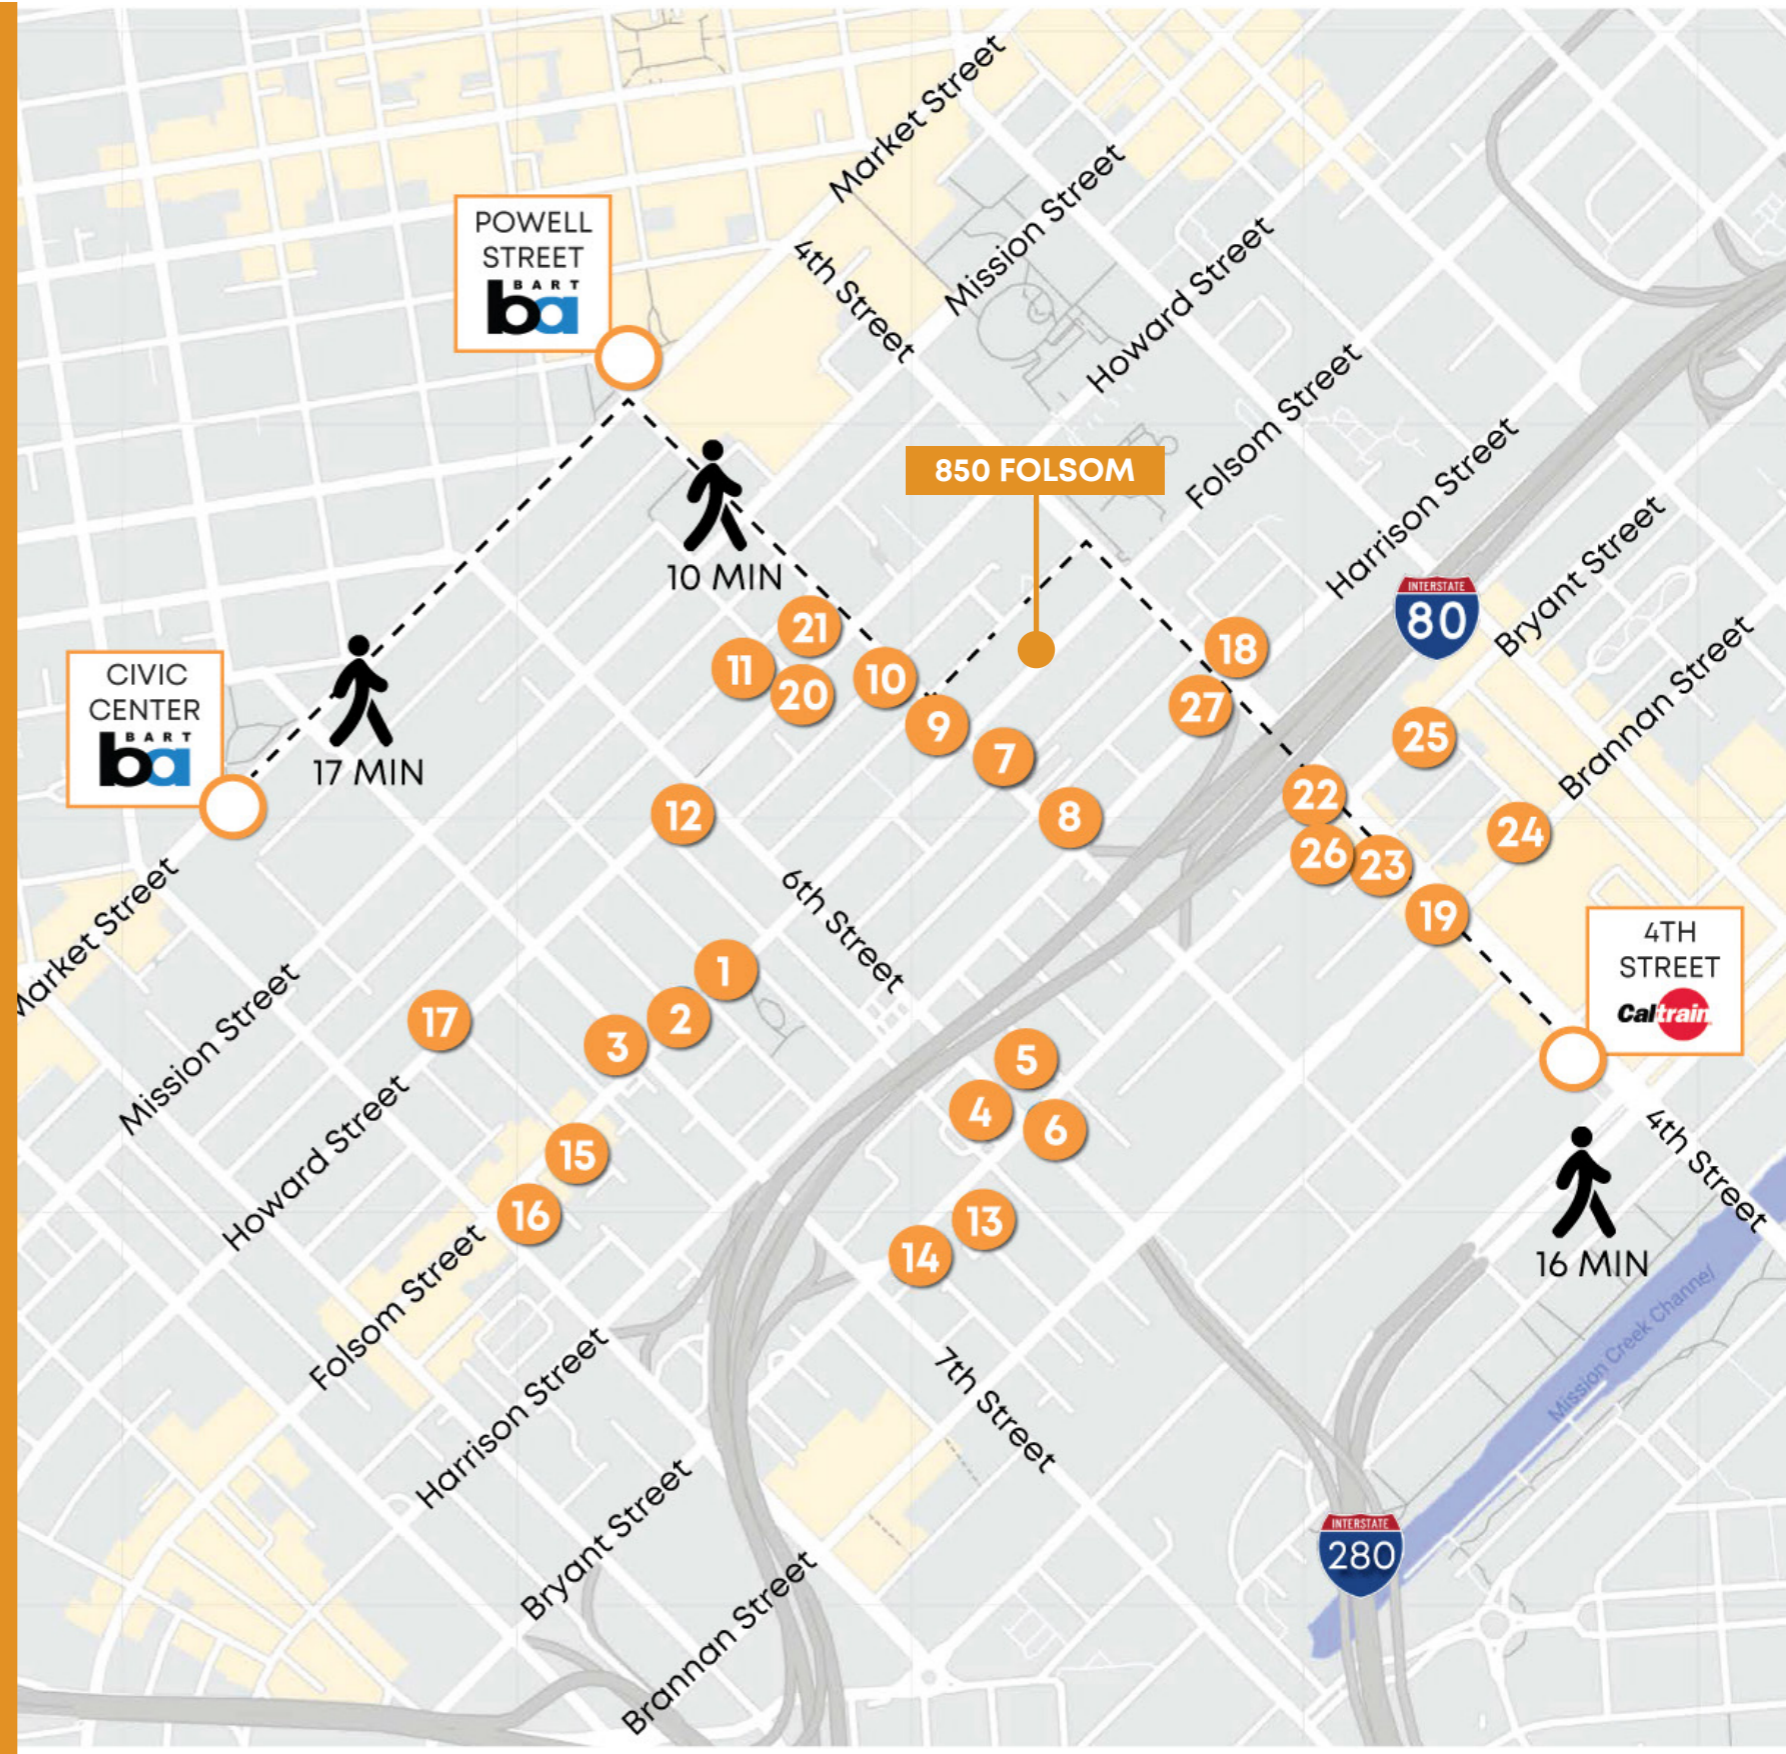 Market Street
Mission Street
POWELL
STREET
BART
ba
4th Street
Howard Street
Folsom Street
850 FOLSOM
Harrison Street
10 MIN
INTERSTATE
80
Bryant Street
21
18
Brannan Street
CIVIC
CENTER
BART
ba
11
20
10
27
9
25
17 MIN
7
22
12
8
24
26
23
Market Street
6th Street
19
4TH
STREET
Caltrain
1
Mission Street
17
2
3
5
4
6
4th Street
Howard Street
15
16
13
14
16 MIN
Folsom Street
Mission Creek Channel
Harrison Street
7th Street
Bryant Street
INTERSTATE
280
Brannan Street